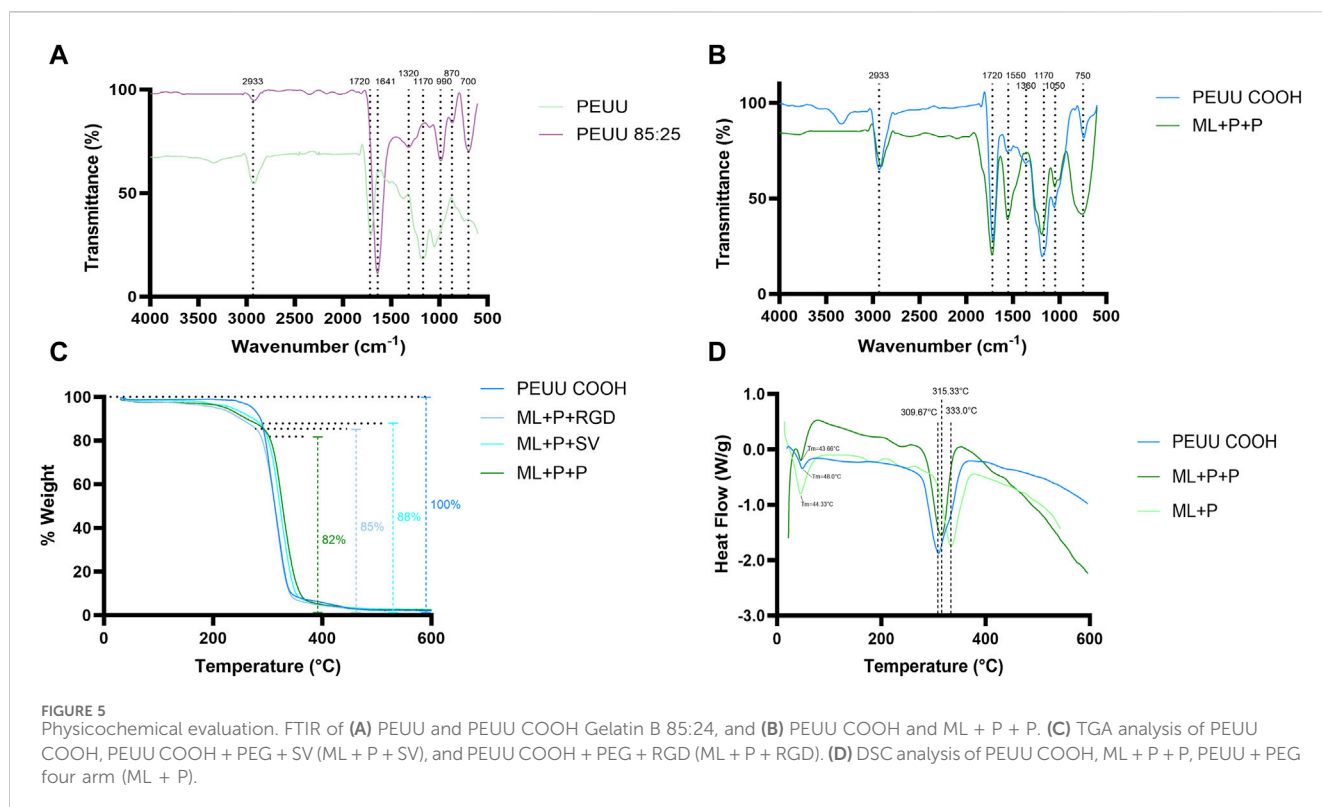 A
2933
1720
1641
1320
1170
990
870
700
100
50
0
Transmittance (%)
4000 3000 2000 1500 1000 500
Wavenumber (cm⁻¹)
PEUU
PEUU 85:25
B
2933
1720
1550
1360
1170
1050
750
100
50
0
Transmittance (%)
4000 3000 2000 1500 1000 500
Wavenumber (cm⁻¹)
PEUU COOH
ML+P+P
C
100
80
60
40
20
0
% Weight
0 200 400 600
Temperature (°C)
82%
85%
88%
100%
PEUU COOH
ML+P+RGD
ML+P+SV
ML+P+P
D
315.33°C
309.67°C
333.0°C
1.0
0.0
-1.0
-2.0
-3.0
Heat Flow (W/g)
Tm=43.66°C
Tm=48.0°C
Tm=44.33°C
0 200 400 600
Temperature (°C)
PEUU COOH
ML+P+P
ML+P
FIGURE 5
Physicochemical evaluation. FTIR of (A) PEUU and PEUU COOH Gelatin B 85:24, and (B) PEUU COOH and ML + P + P. (C) TGA analysis of PEUU
COOH, PEUU COOH + PEG + SV (ML + P + SV), and PEUU COOH + PEG + RGD (ML + P + RGD). (D) DSC analysis of PEUU COOH, ML + P + P, PEUU + PEG
four arm (ML + P).